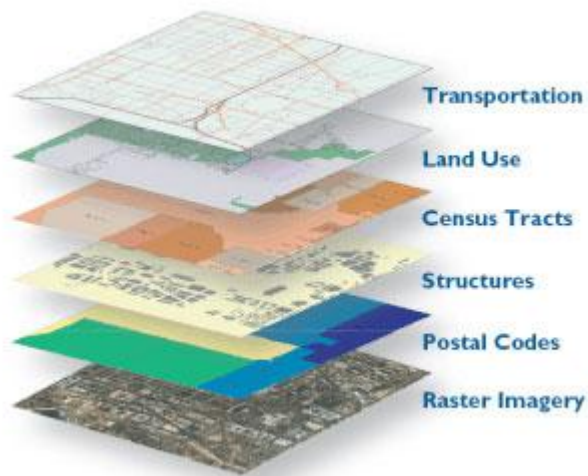 Transportation
Land Use
Census Tracts
Structures
Postal Codes
Raster Imagery